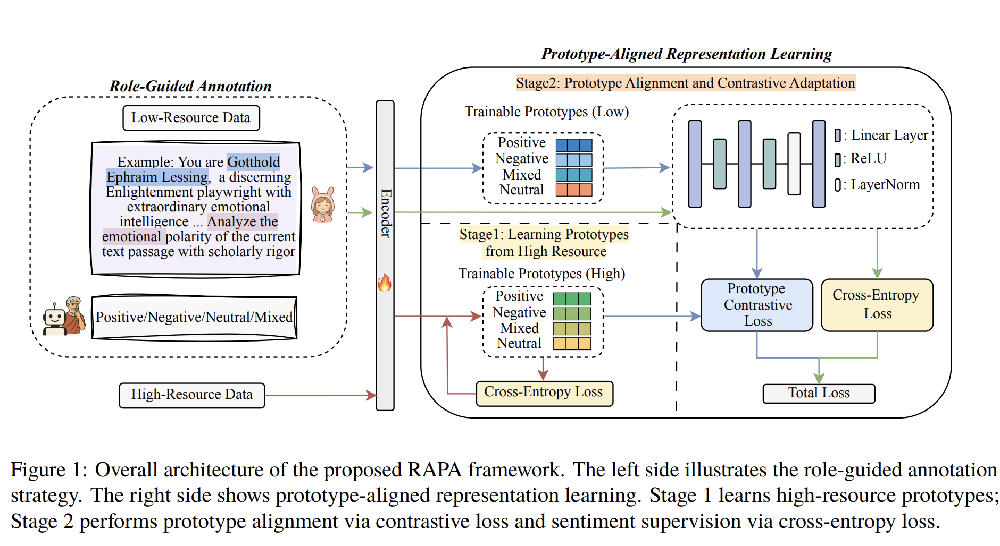 Role-Guided Annotation
Low-Resource Data
Example: You are Gotthold
Ephraim Lessing, a discerning
Enlightenment playwright with
extraordinary emotional
intelligence ... Analyze the
emotional polarity of the current
text passage with scholarly rigor
Positive/Negative/Neutral/Mixed
High-Resource Data
Encoder
Prototype-Aligned Representation Learning
Stage2: Prototype Alignment and Contrastive Adaptation
Trainable Prototypes (Low)
Positive
Negative
Mixed
Neutral
: Linear Layer
: ReLU
: LayerNorm
Stage1: Learning Prototypes
from High Resource
Trainable Prototypes (High)
Positive
Negative
Mixed
Neutral
Cross-Entropy Loss
Prototype
Contrastive
Loss
Cross-Entropy
Loss
Total Loss
Figure 1: Overall architecture of the proposed RAPA framework. The left side illustrates the role-guided annotation
strategy. The right side shows prototype-aligned representation learning. Stage 1 learns high-resource prototypes;
Stage 2 performs prototype alignment via contrastive loss and sentiment supervision via cross-entropy loss.